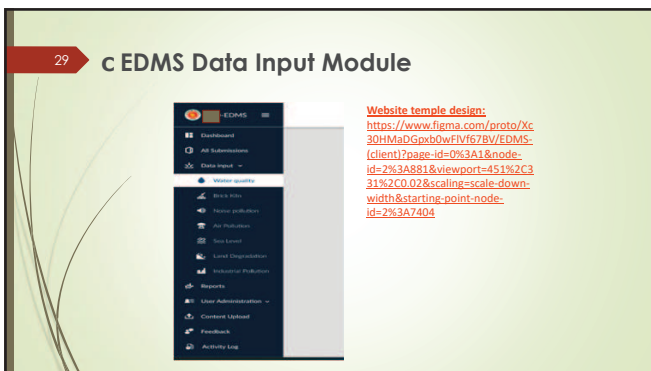 29
c EDMS Data Input Module
-EDMS
Dashboard
All Submissions
Data input
Water quality
Brick Kiln
Noise pollution
Air Pollution
Sea Level
Land Degradation
Industrial Pollution
Reports
User Administration
Content Upload
Feedback
Activity Log
Website temple design:
https://www.figma.com/proto/Xc
30HMaDGpxb0wFlVf67BV/EDMS-
(client)?page-id=0%3A1&node-
id=2%3A881&viewport=451%2C3
31%2C0.02&scaling=scale-down-
width&starting-point-node-
id=2%3A7404